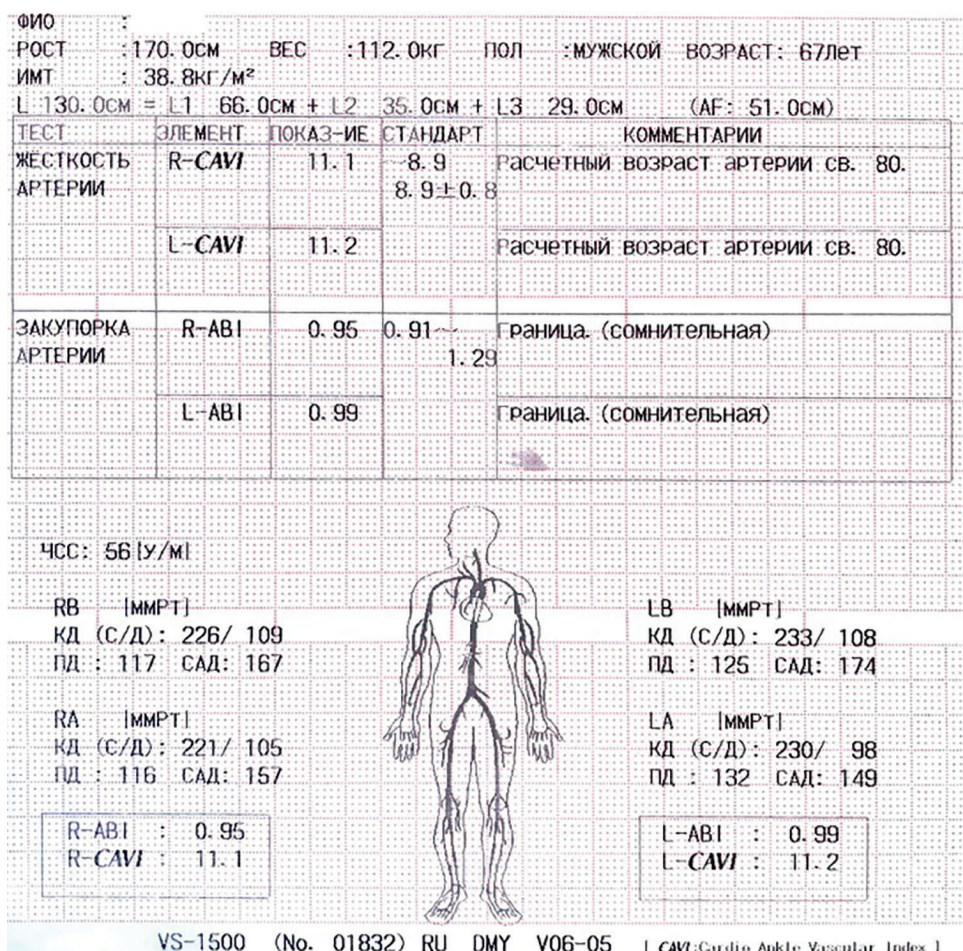 ФИО :
РОСТ :170.0СМ ВЕС :112.0КГ ПОЛ :МУЖСКОЙ ВОЗРАСТ: 67Лет
ИМТ : 38.8КГ/М²
L 130.0СМ = L1 66.0СМ + L2 35.0СМ + L3 29.0СМ (AF: 51.0СМ)
ТЕСТ ЭЛЕМЕНТ ПОКАЗ-ИЕ СТАНДАРТ КОММЕНТАРИИ
ЖЁСТКОСТЬ R-CAVI 11.1 ~8.9 Расчетный возраст артерии св. 80.
АРТЕРИИ 8.9±0.8
L-CAVI 11.2 Расчетный возраст артерии св. 80.
ЗАКУПОРКА R-ABI 0.95 0.91~ Граница. (сомнительная)
АРТЕРИИ 1.29
L-ABI 0.99 Граница. (сомнительная)
ЧСС: 56|У/М|
RB |ММРТ|
КД (С/Д): 226/ 109
ПД : 117 САД: 167
LB |ММРТ|
КД (С/Д): 233/ 108
ПД : 125 САД: 174
RA |ММРТ|
КД (С/Д): 221/ 105
ПД : 116 САД: 157
LA |ММРТ|
КД (С/Д): 230/ 98
ПД : 132 САД: 149
R-ABI : 0.95
R-CAVI : 11.1
L-ABI : 0.99
L-CAVI : 11.2
VS-1500 (No. 01832) RU DMY V06-05 [ CAVI:Cardio Ankle Vascular Index ]